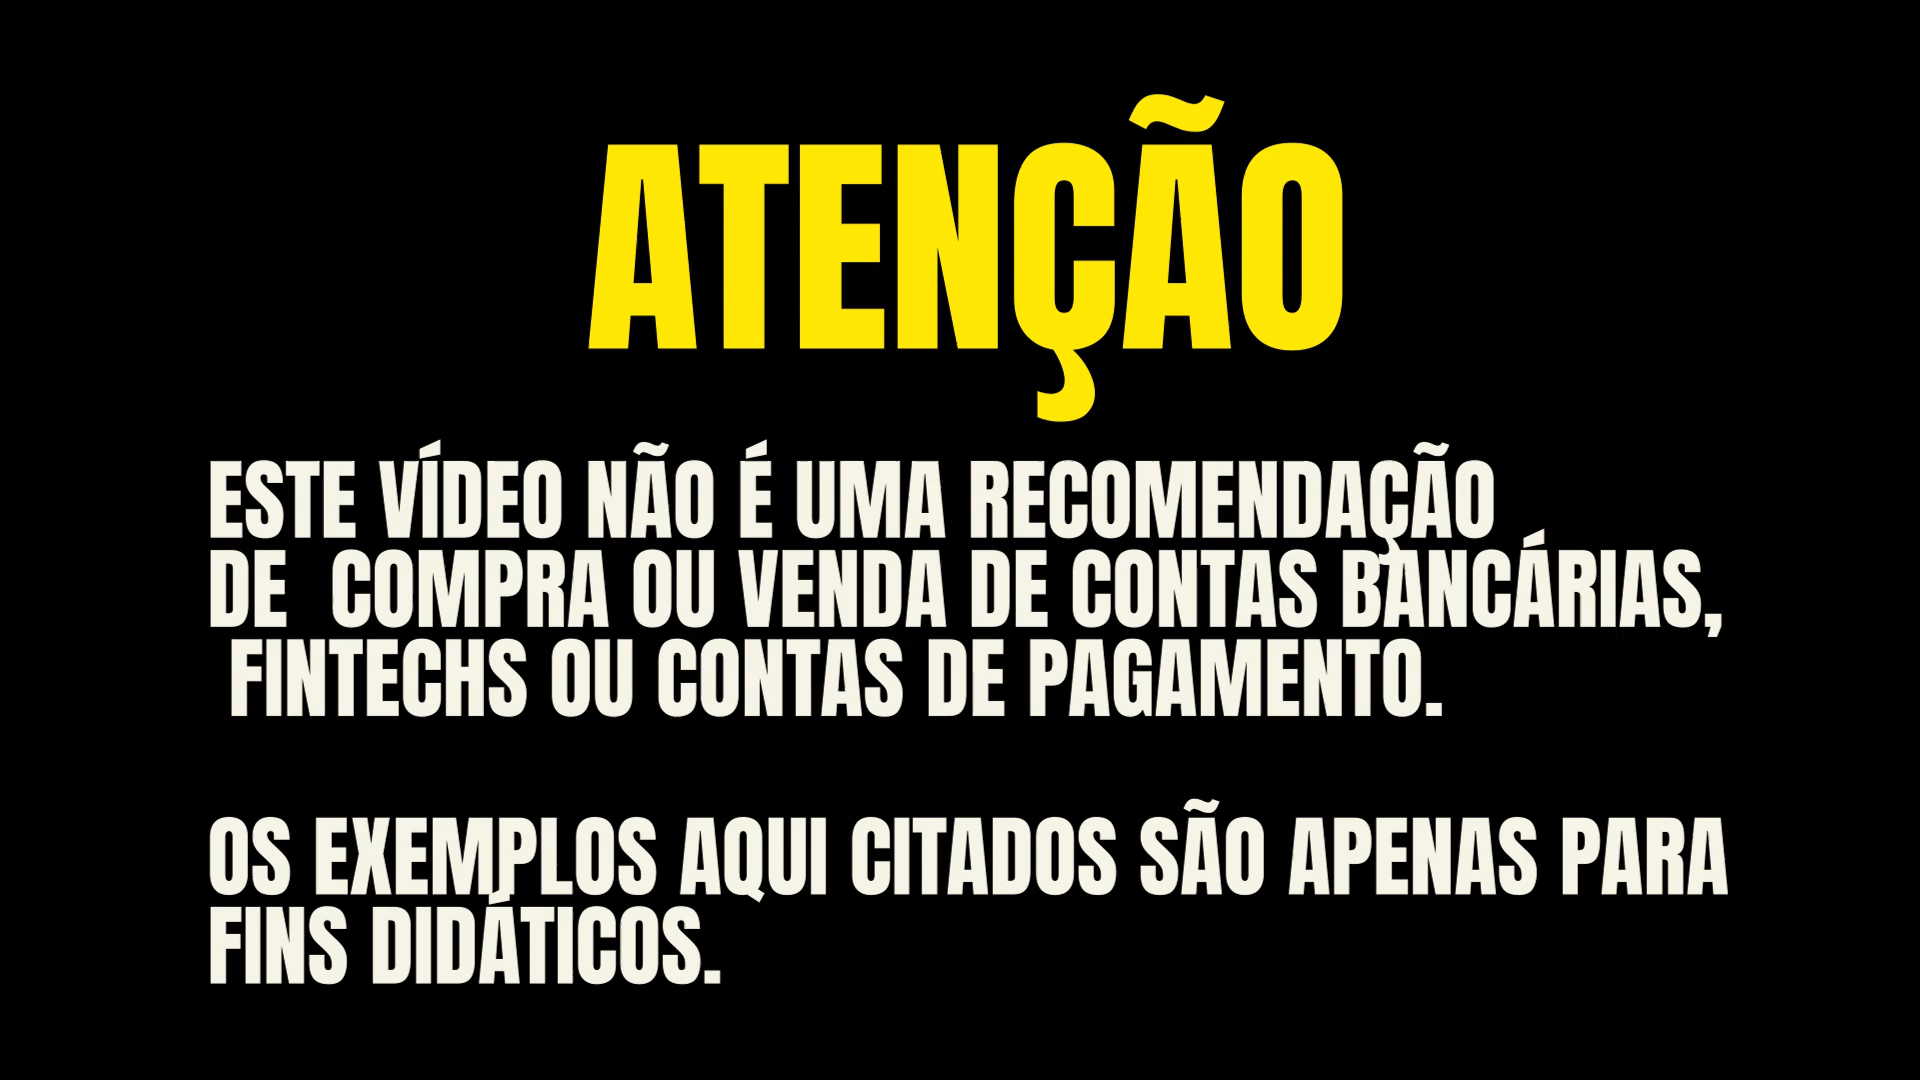 ATENÇÃO
ESTE VÍDEO NÃO É UMA RECOMENDAÇÃO
DE COMPRA OU VENDA DE CONTAS BANCÁRIAS,
FINTECHS OU CONTAS DE PAGAMENTO.
OS EXEMPLOS AQUI CITADOS SÃO APENAS PARA
FINS DIDÁTICOS.